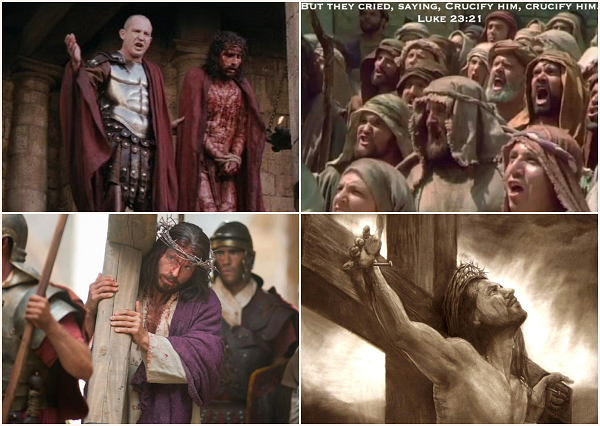 But they cried, saying, Crucify him, crucify him.
Luke 23:21